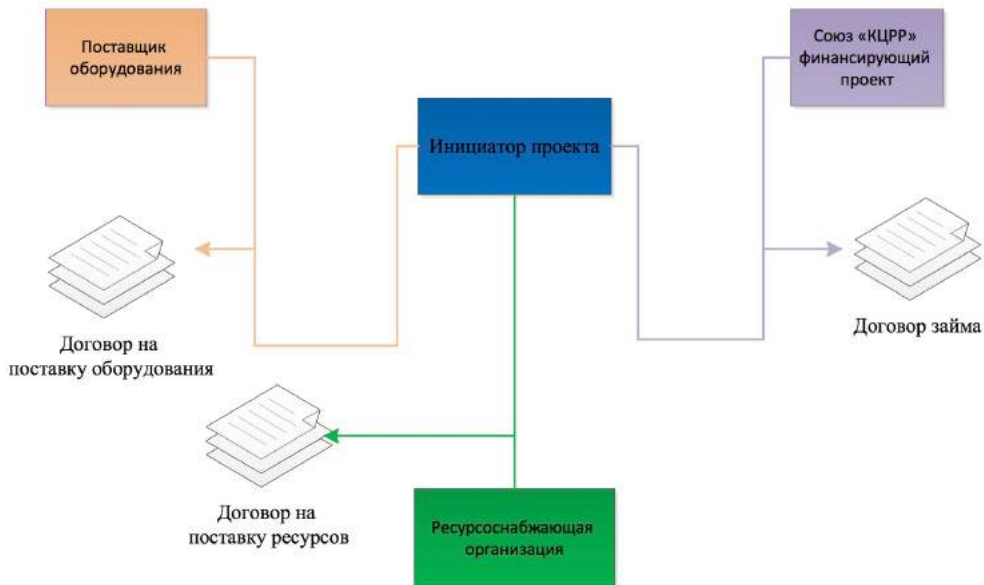 Поставщик
оборудования
Союз «КЦРР»
финансирующий
проект
Инициатор проекта
Договор на
поставку оборудования
Договор займа
Договор на
поставку ресурсов
Ресурсоснабжающая
организация